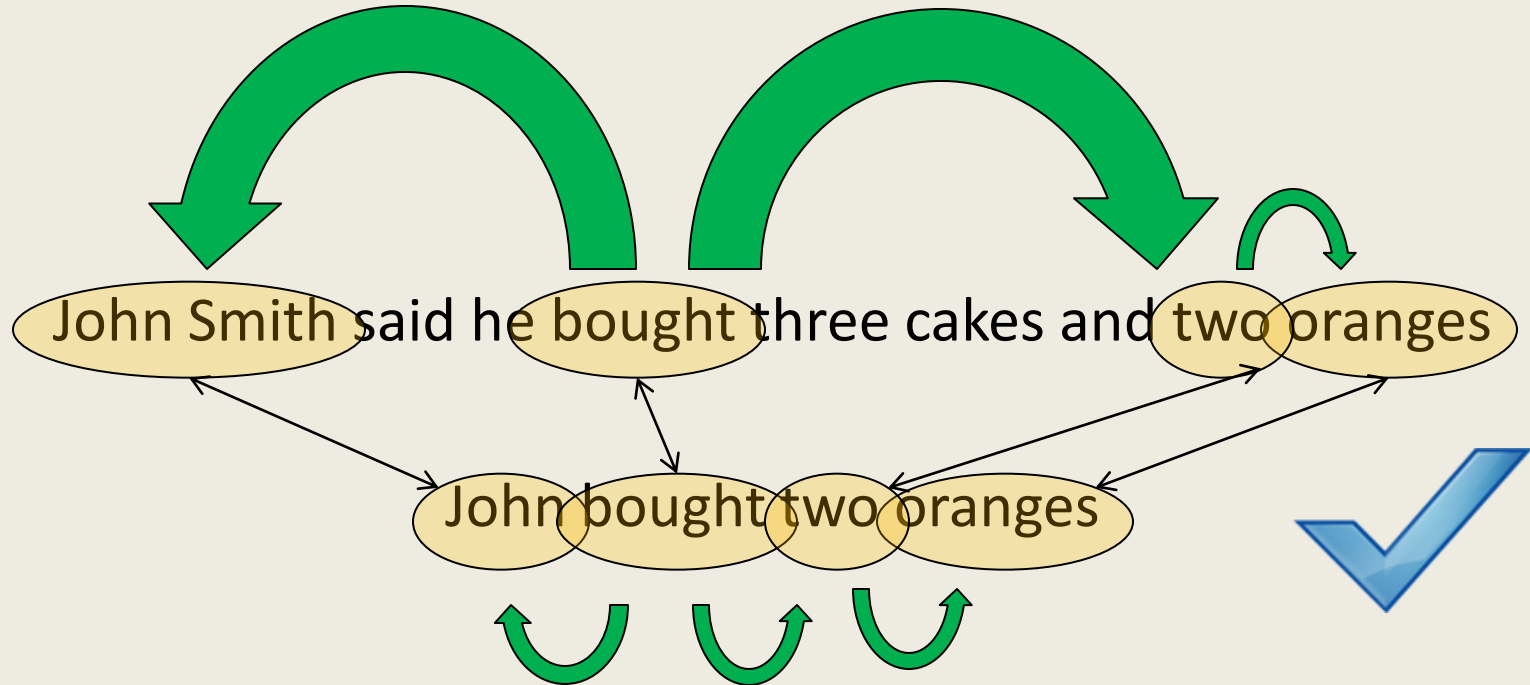 John Smith said he bought three cakes and two oranges
John bought two oranges